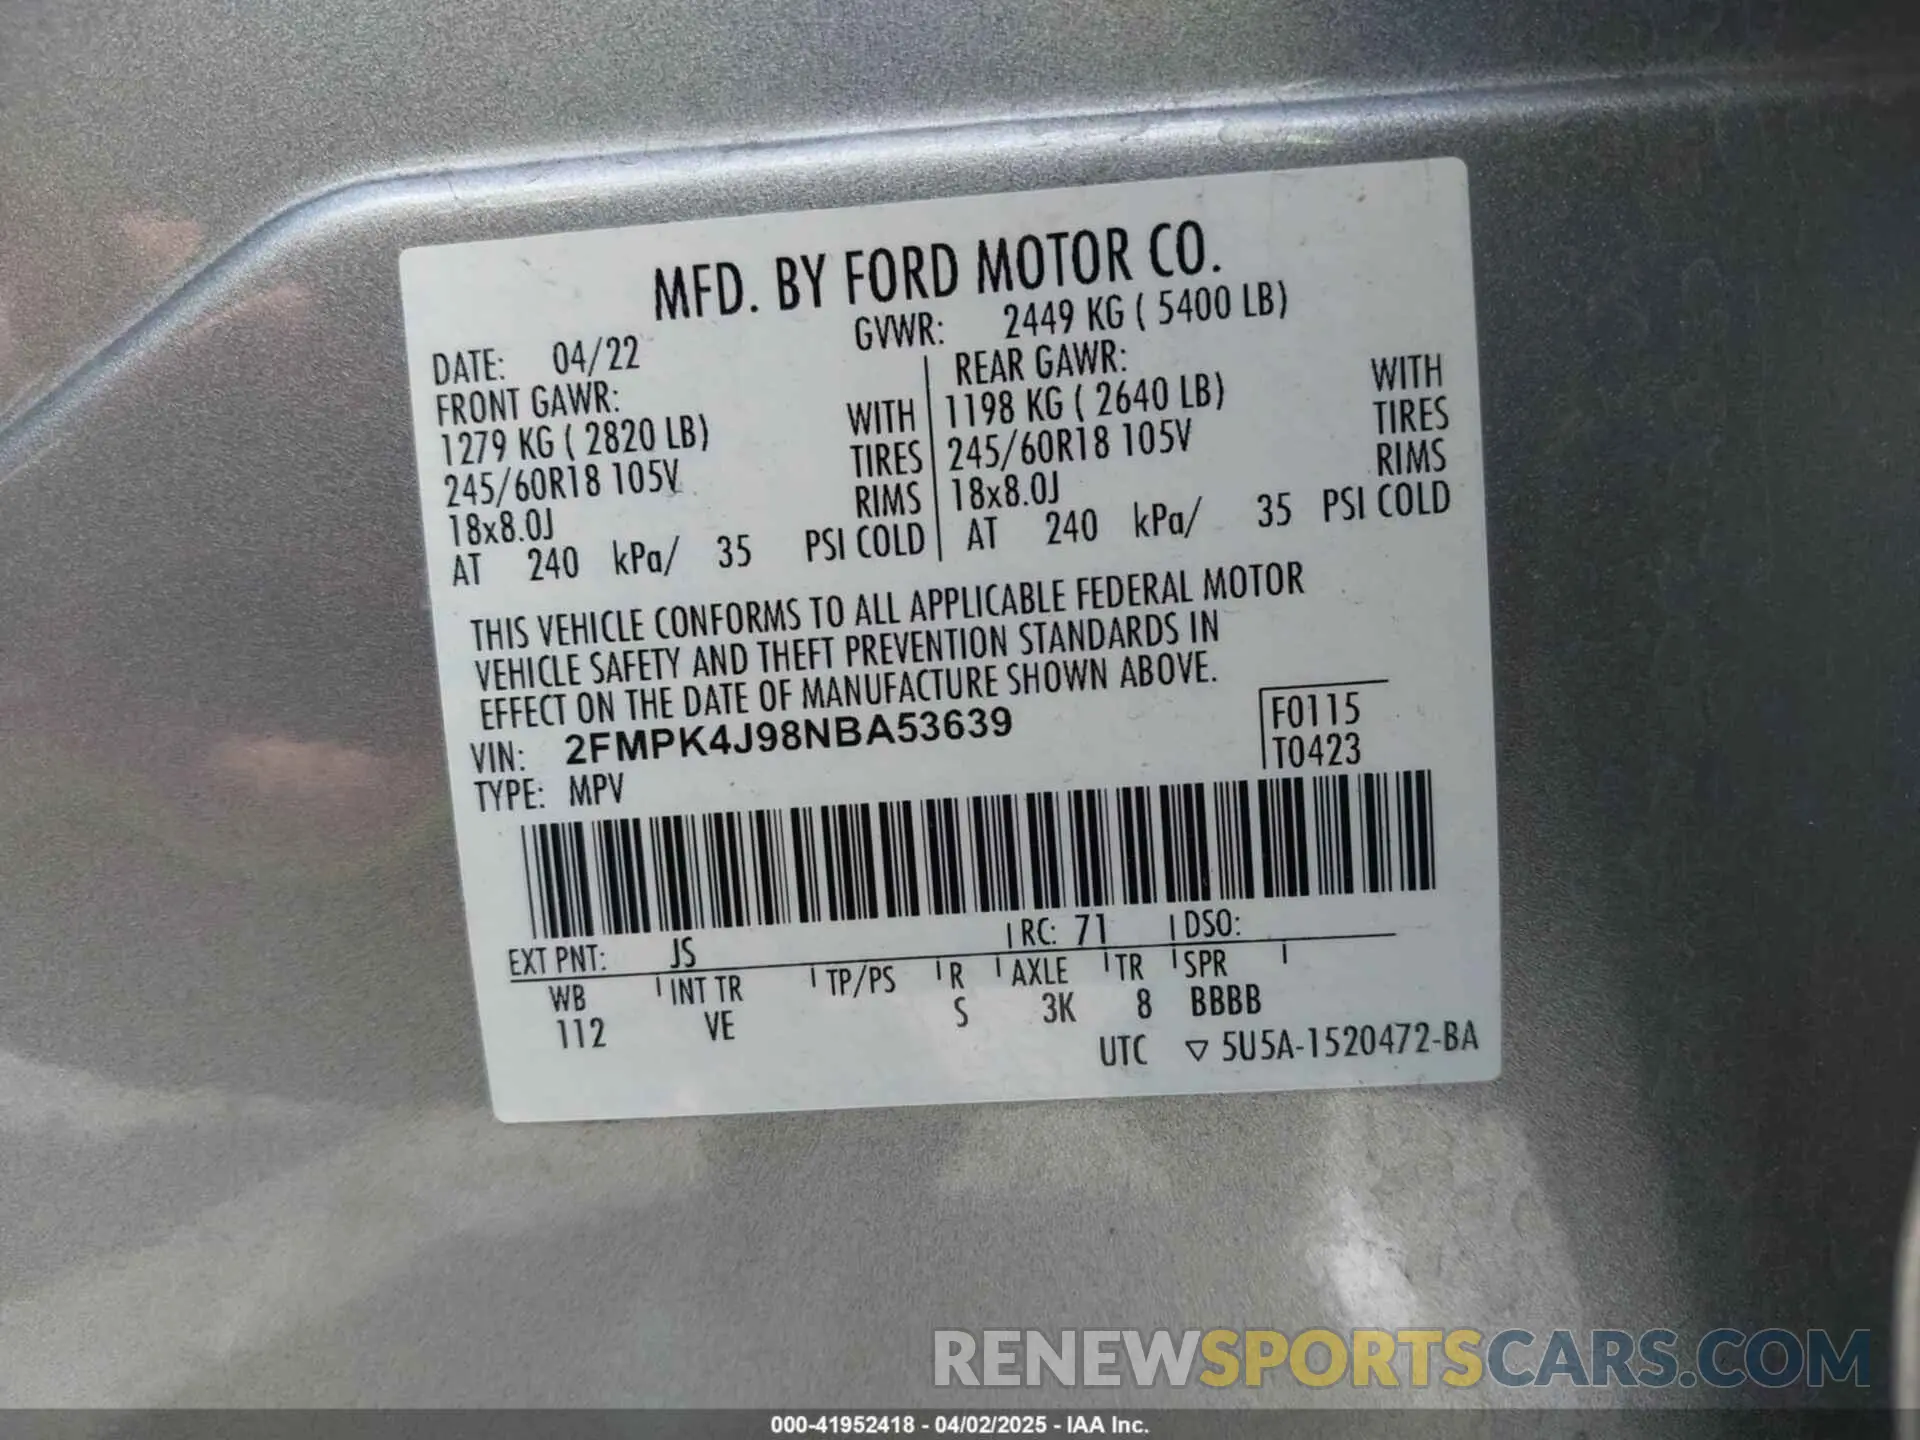 MFD. BY FORD MOTOR CO.
DATE: 04/22 GVWR: 2449 KG ( 5400 LB)
FRONT GAWR: REAR GAWR:
1279 KG ( 2820 LB) WITH 1198 KG ( 2640 LB) WITH
245/60R18 105V TIRES 245/60R18 105V TIRES
18x8.0J RIMS 18x8.0J RIMS
AT 240 kPa/ 35 PSI COLD AT 240 kPa/ 35 PSI COLD
THIS VEHICLE CONFORMS TO ALL APPLICABLE FEDERAL MOTOR
VEHICLE SAFETY AND THEFT PREVENTION STANDARDS IN
EFFECT ON THE DATE OF MANUFACTURE SHOWN ABOVE.
VIN: 2FMPK4J98NBA53639 F0115
TYPE: MPV T0423
EXT PNT: JS RC: 71 DSO:
WB INT TR TP/PS R AXLE TR SPR
112 VE S 3K 8 BBBB
UTC ▽ 5U5A-1520472-BA
RENEWSPORTSCARS.COM
000-41952418 - 04/02/2025 - IAA Inc.